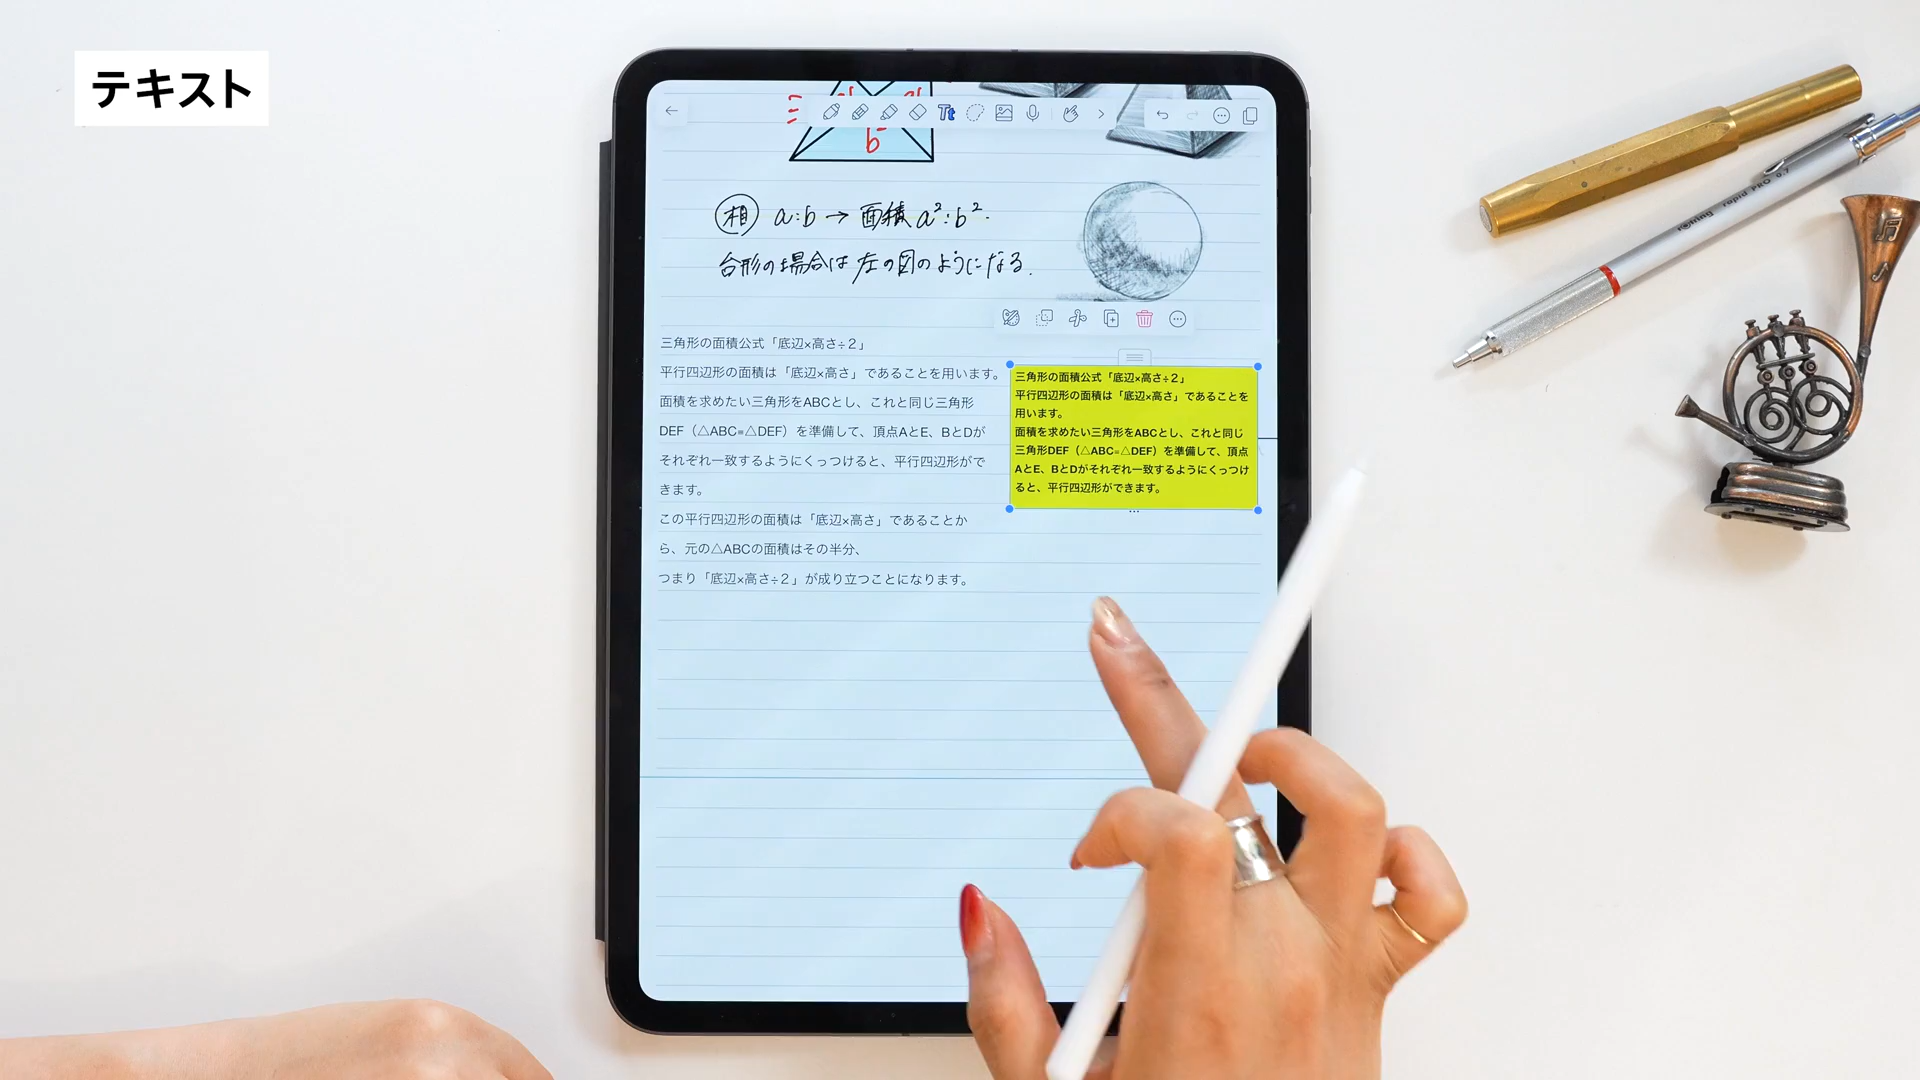 テキスト
Tt
b
相 a:b → 面積 a²:b².
台形の場合は左の図のようになる.
三角形の面積公式「底辺×高さ÷2」
平行四辺形の面積は「底辺×高さ」であることを用います。
面積を求めたい三角形をABCとし、これと同じ三角形
DEF（△ABC=△DEF）を準備して、頂点AとE、BとDが
それぞれ一致するようにくっつけると、平行四辺形がで
きます。
この平行四辺形の面積は「底辺×高さ」であることか
ら、元の△ABCの面積はその半分、
つまり「底辺×高さ÷2」が成り立つことになります。
三角形の面積公式「底辺×高さ÷2」
平行四辺形の面積は「底辺×高さ」であることを
用います。
面積を求めたい三角形をABCとし、これと同じ
三角形DEF（△ABC=△DEF）を準備して、頂点
AとE、BとDがそれぞれ一致するようにくっつけ
ると、平行四辺形ができます。
rotring rapid PRO 0.7